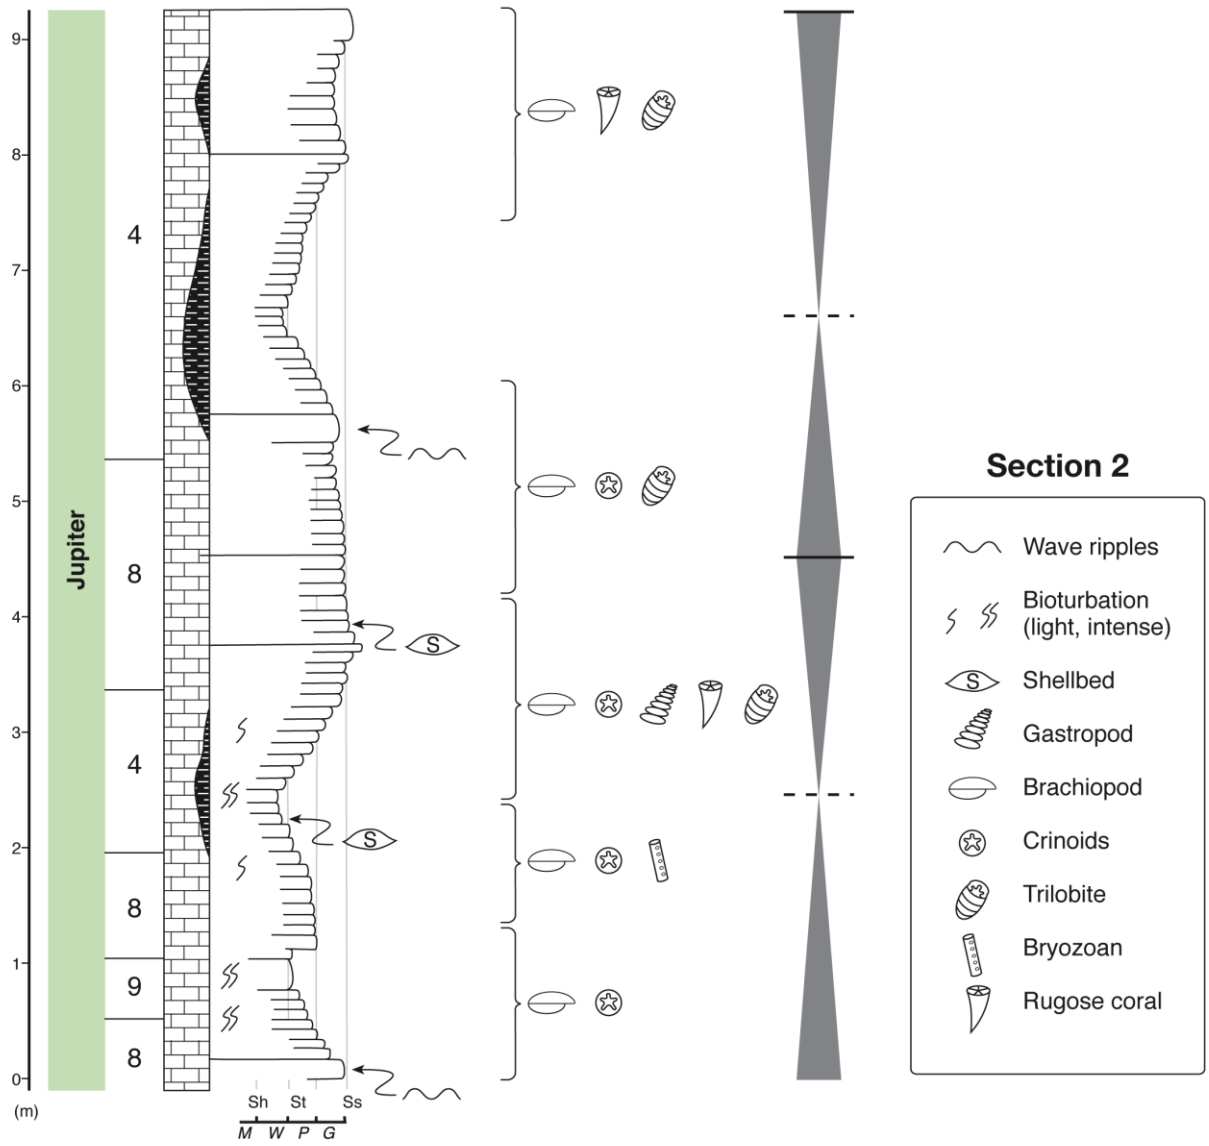 9
8
7
6
5
4
3
2
1
0
(m)
Jupiter
4
8
4
8
9
8
S
S
Sh St Ss
M W P G
Section 2
Wave ripples
Bioturbation
(light, intense)
S Shellbed
Gastropod
Brachiopod
Crinoids
Trilobite
Bryozoan
Rugose coral